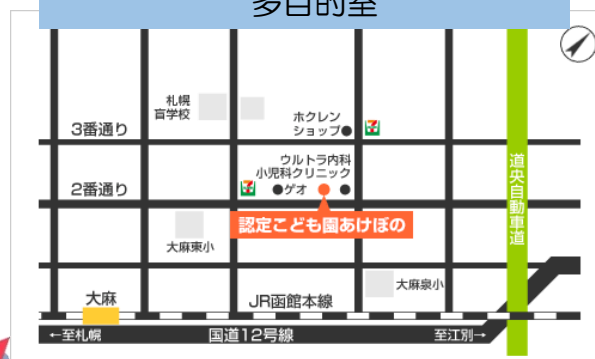 多目的室
札幌
盲学校
ホクレン
ショップ
3番通り
ウルトラ内科
小児科クリニック
2番通り
ゲオ
認定こども園あけぼの
道央自動車道
大麻東小
大麻泉小
大麻
JR函館本線
←至札幌
国道12号線
至江別→